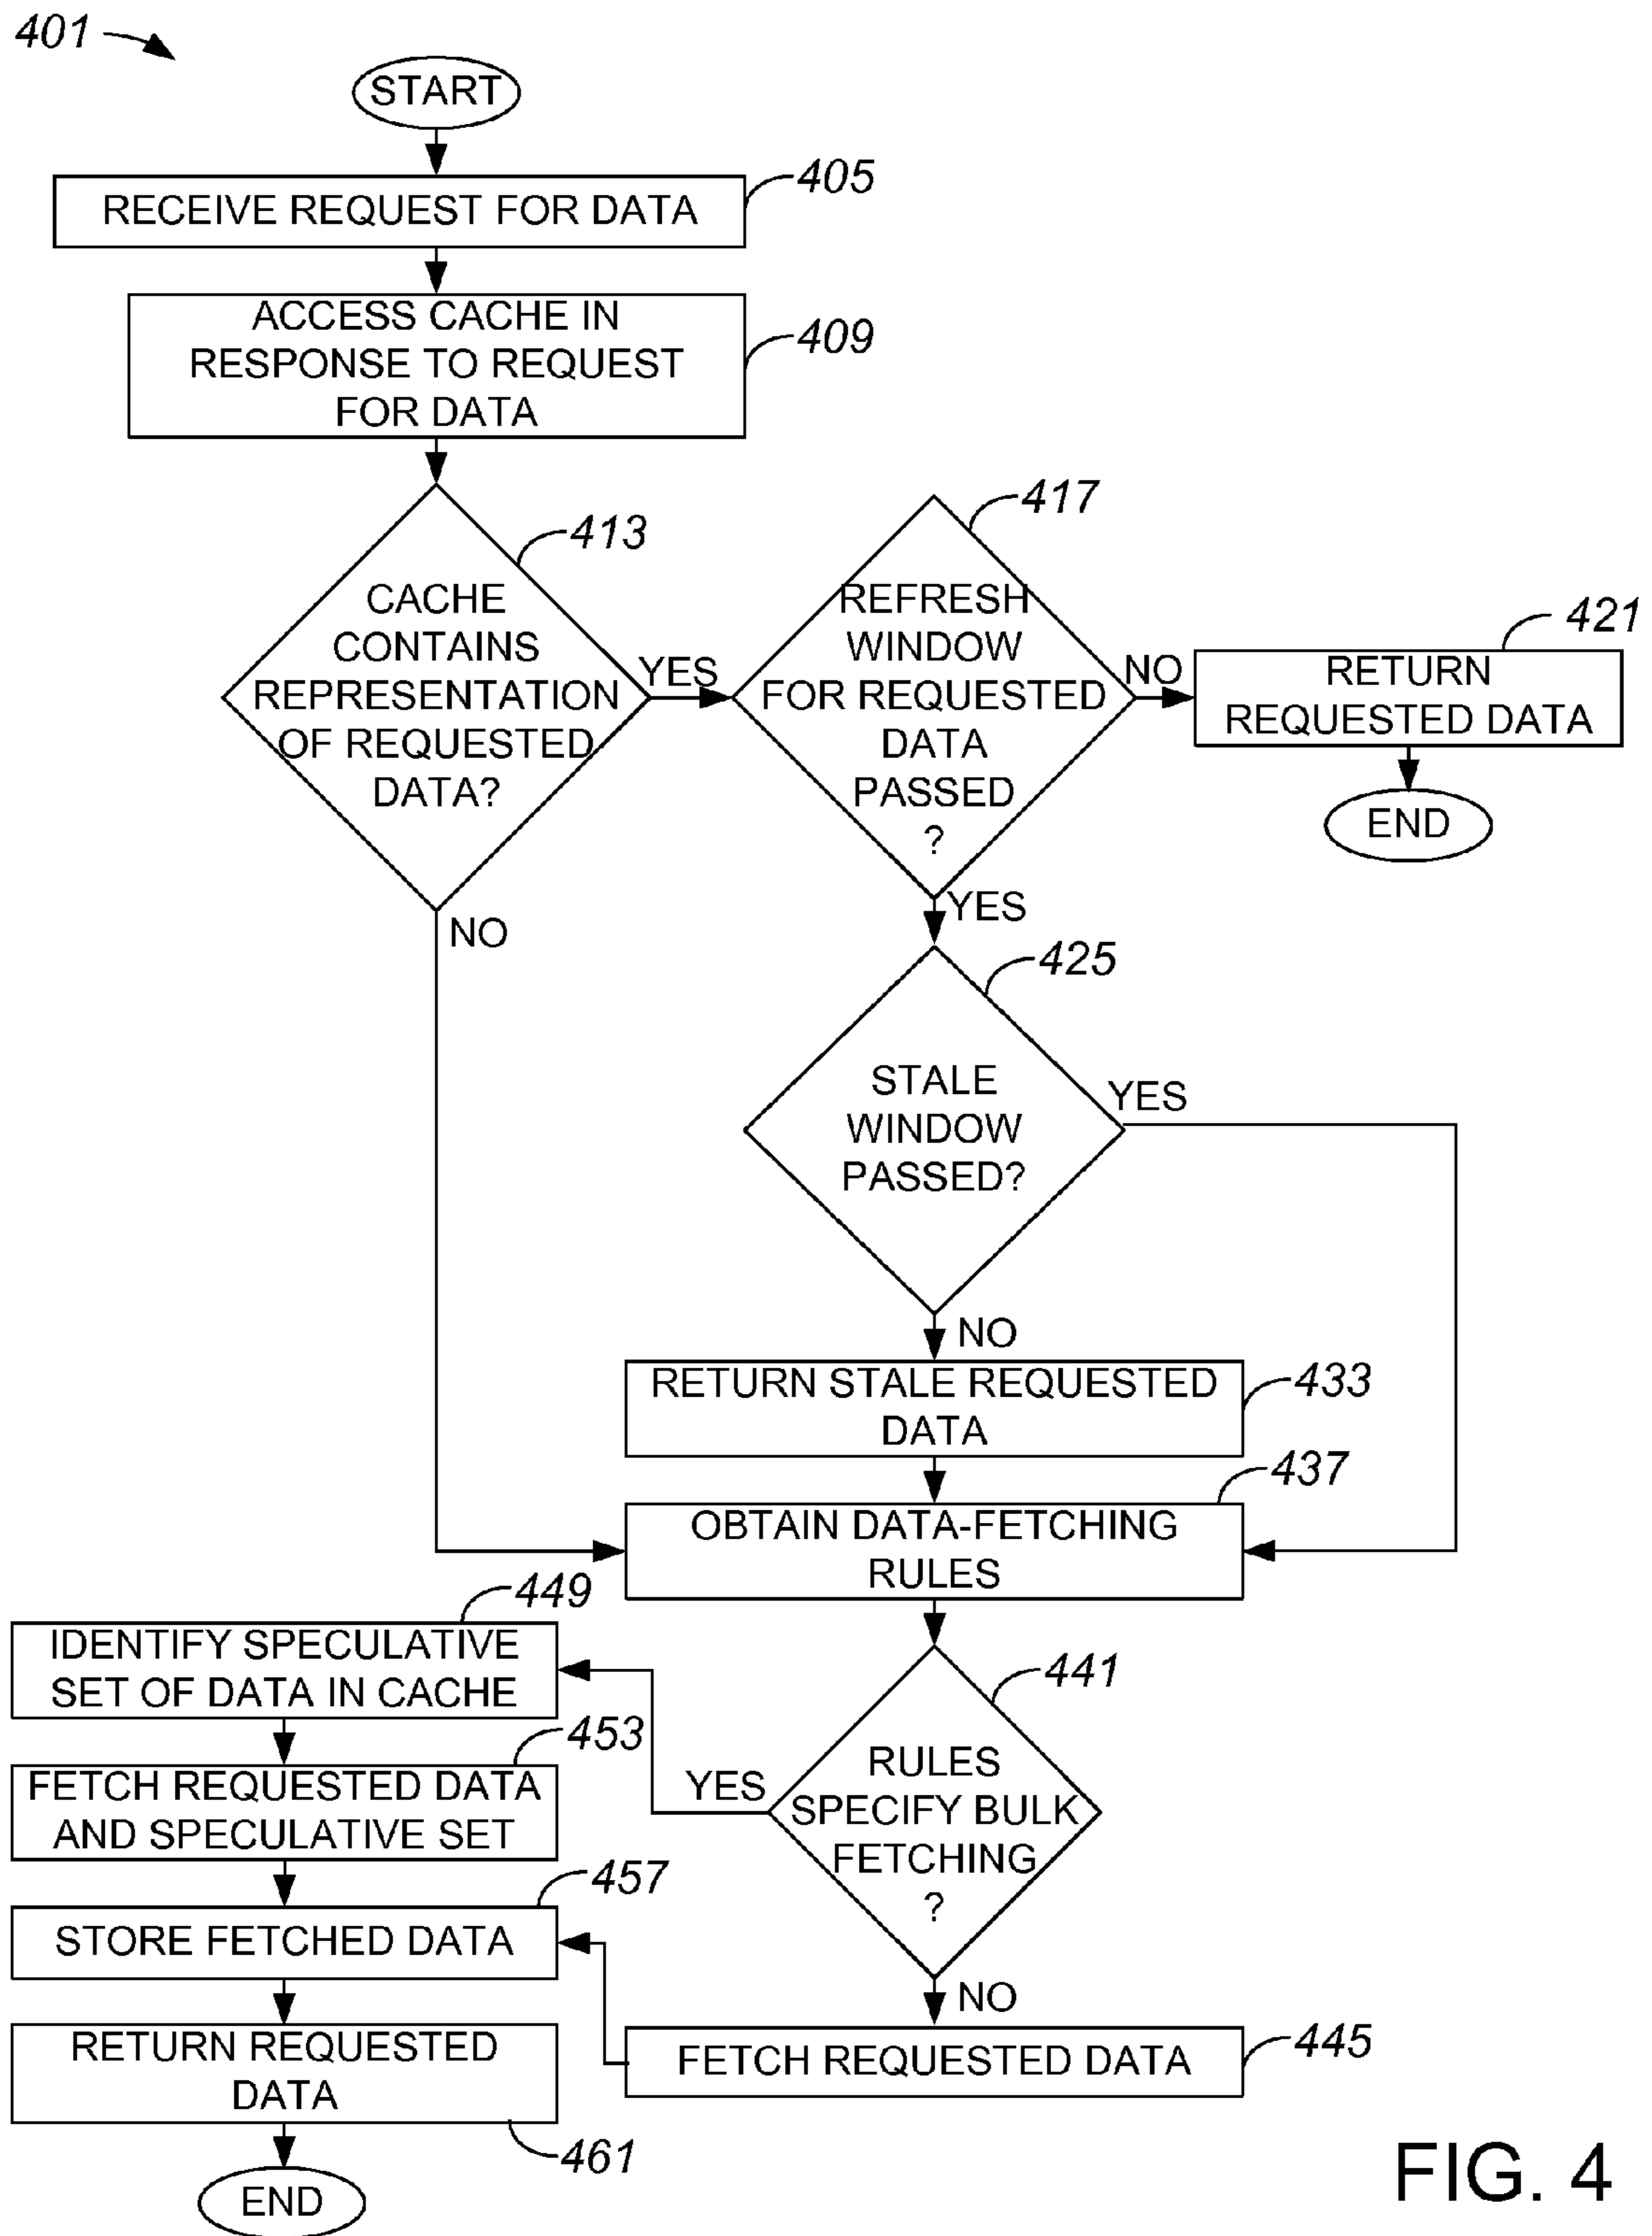 401
START
RECEIVE REQUEST FOR DATA
405
ACCESS CACHE IN
RESPONSE TO REQUEST
FOR DATA
409
413
CACHE
CONTAINS
REPRESENTATION
OF REQUESTED
DATA?
YES
NO
417
REFRESH
WINDOW
FOR REQUESTED
DATA
PASSED
?
NO
YES
421
RETURN
REQUESTED DATA
END
425
STALE
WINDOW
PASSED?
YES
NO
RETURN STALE REQUESTED
DATA
433
437
OBTAIN DATA-FETCHING
RULES
441
RULES
SPECIFY BULK
FETCHING
?
YES
NO
449
IDENTIFY SPECULATIVE
SET OF DATA IN CACHE
453
FETCH REQUESTED DATA
AND SPECULATIVE SET
457
STORE FETCHED DATA
FETCH REQUESTED DATA
445
RETURN REQUESTED
DATA
461
END
FIG. 4